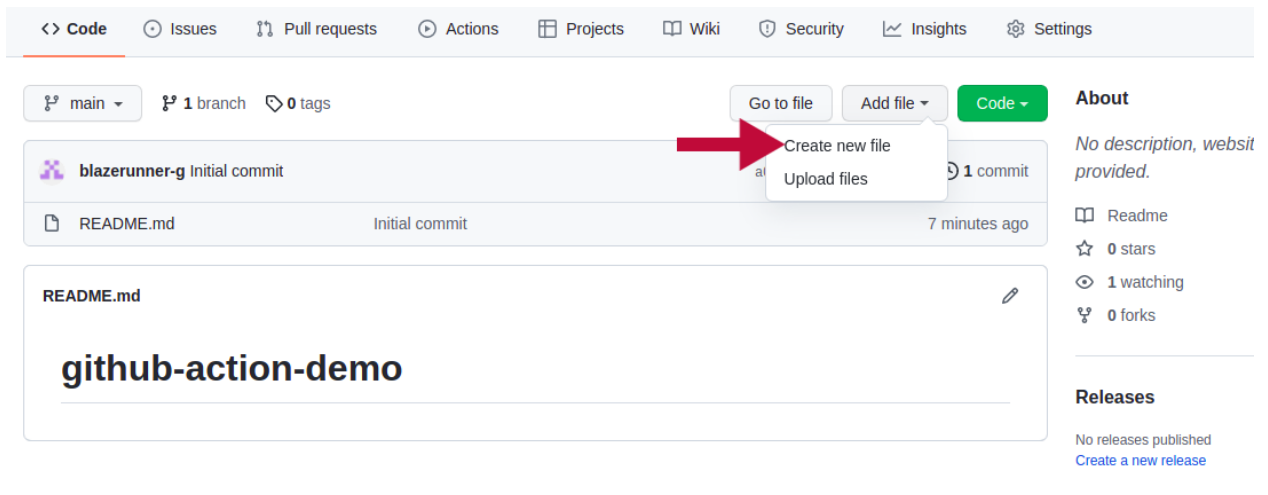 Code Issues Pull requests Actions Projects Wiki Security Insights Settings
main 1 branch 0 tags Go to file Add file Code
Create new file
Upload files
blazerunner-g Initial commit 1 commit
README.md Initial commit 7 minutes ago
README.md
github-action-demo
About
No description, websit
provided.
Readme
0 stars
1 watching
0 forks
Releases
No releases published
Create a new release